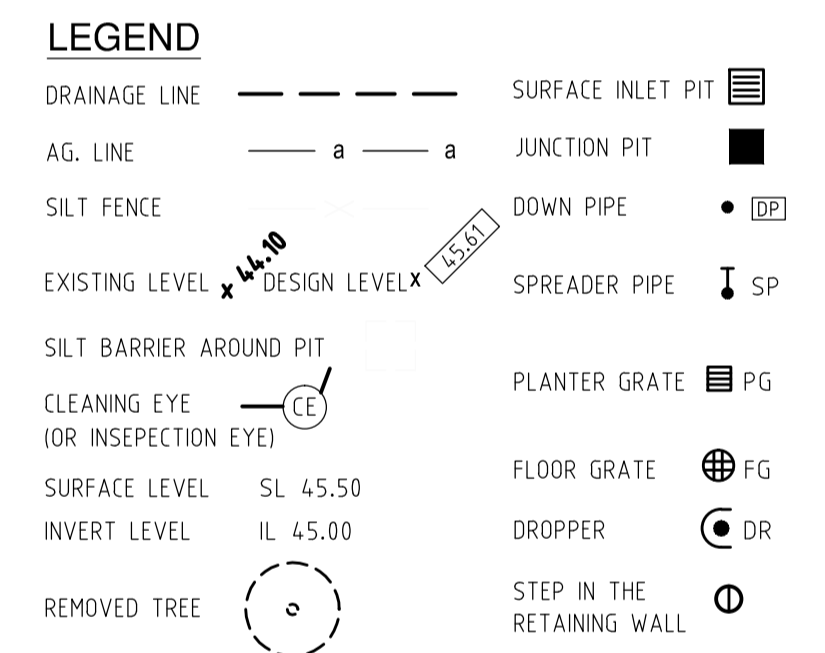 LEGEND
DRAINAGE LINE
AG. LINE a a
SILT FENCE
EXISTING LEVEL x 44.10 DESIGN LEVEL x 45.61
SILT BARRIER AROUND PIT
CLEANING EYE CE
(OR INSEPECTION EYE)
SURFACE LEVEL SL 45.50
INVERT LEVEL IL 45.00
REMOVED TREE
SURFACE INLET PIT
JUNCTION PIT
DOWN PIPE DP
SPREADER PIPE SP
PLANTER GRATE PG
FLOOR GRATE FG
DROPPER DR
STEP IN THE
RETAINING WALL